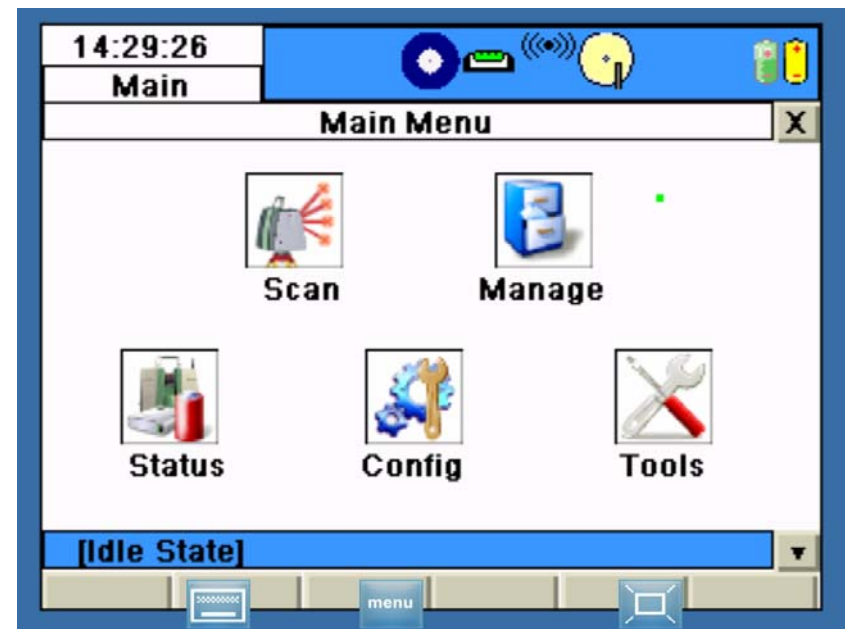 14:29:26
Main
Main Menu X
Scan Manage
Status Config Tools
[Idle State]
menu